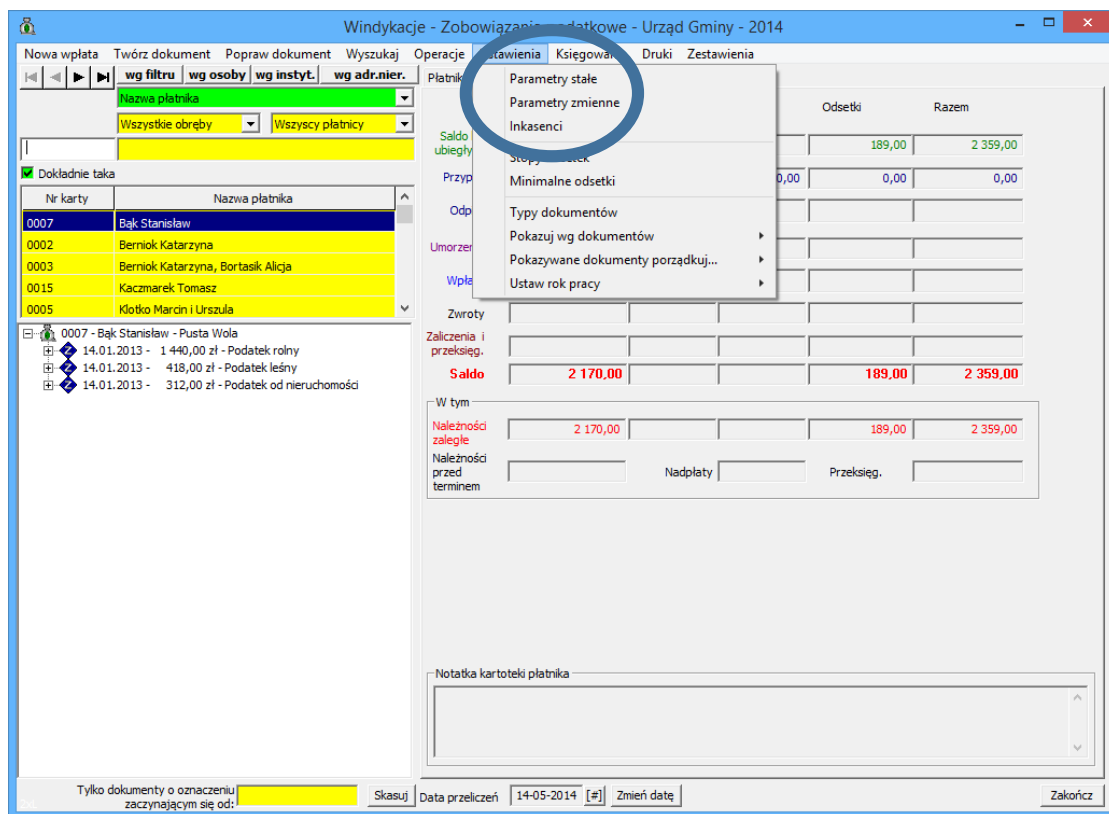 Windykacje - Zobowiązania podatkowe - Urząd Gminy - 2014
Nowa wpłata Twórz dokument Popraw dokument Wyszukaj Operacje Ustawienia Księgowanie Druki Zestawienia
wg filtru wg osoby wg instyt. wg adr.nier.
Nazwa płatnika
Wszystkie obręby Wszyscy płatnicy
Dokładnie taka
Nr karty Nazwa płatnika
0007 Bąk Stanisław
0002 Berniok Katarzyna
0003 Berniok Katarzyna, Bortasik Alicja
0015 Kaczmarek Tomasz
0005 Klotko Marcin i Urszula
0007 - Bąk Stanisław - Pusta Wola
14.01.2013 - 1 440,00 zł - Podatek rolny
14.01.2013 - 418,00 zł - Podatek leśny
14.01.2013 - 312,00 zł - Podatek od nieruchomości
Tylko dokumenty o oznaczeniu
zaczynającym się od:
Skasuj
Parametry stałe
Parametry zmienne
Inkasenci
Stopy odsetek
Minimalne odsetki
Typy dokumentów
Pokazuj wg dokumentów
Pokazywane dokumenty porządkuj...
Ustaw rok pracy
Odsetki Razem
Saldo
189,00 2 359,00
0,00 0,00 0,00
Zwroty
Zaliczenia i
przeksięg.
Saldo 2 170,00 189,00 2 359,00
W tym
Należności
zaległe
2 170,00 189,00 2 359,00
Należności
przed
terminem
Nadpłaty Przeksięg.
Notatka kartoteki płatnika
Data przeliczeń 14-05-2014 [#] Zmień datę Zakończ